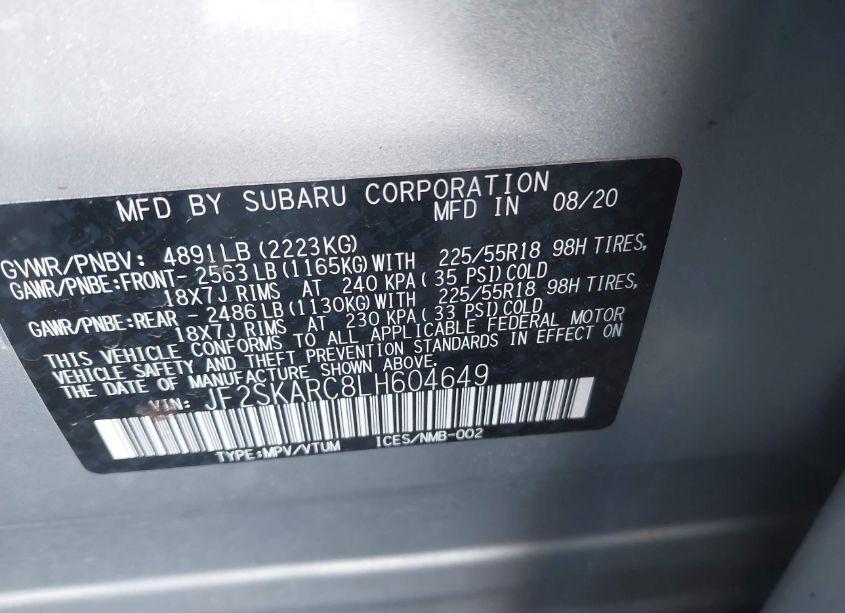 MFD BY SUBARU CORPORATION
MFD IN 08/20
GVWR/PNBV: 4891LB (2223KG)
GAWR/PNBE:FRONT- 2563LB(1165KG)WITH 225/55R18 98H TIRES,
18X7J RIMS AT 240 KPA( 35 PSI)COLD
GAWR/PNBE:REAR - 2486LB(1130KG)WITH 225/55R18 98H TIRES,
18X7J RIMS AT 230 KPA( 33 PSI)COLD
THIS VEHICLE CONFORMS TO ALL APPLICABLE FEDERAL MOTOR
VEHICLE SAFETY AND THEFT PREVENTION STANDARDS IN EFFECT ON
THE DATE OF MANUFACTURE SHOWN ABOVE.
VIN: JF2SKARC8LH604649
TYPE:MPV/VTUM ICES/NMB-002